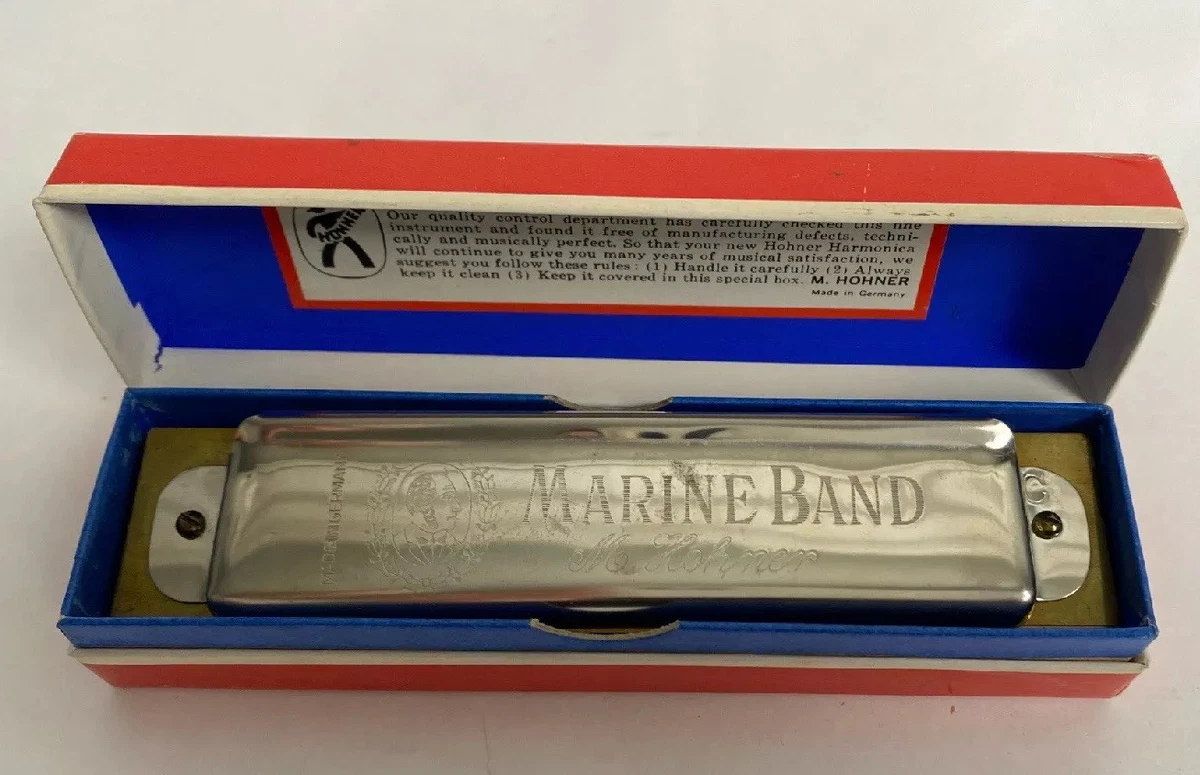 HOHNER
Our quality control department has carefully checked this fine
instrument and found it free of manufacturing defects, techni-
cally and musically perfect. So that your new Hohner Harmonica
will continue to give you many years of musical satisfaction, we
suggest you follow these rules: (1) Handle it carefully (2) Always
keep it clean (3) Keep it covered in this special box. M. HOHNER
Made in Germany
MADE IN GERMANY
MARINE BAND
M. Hohner
C